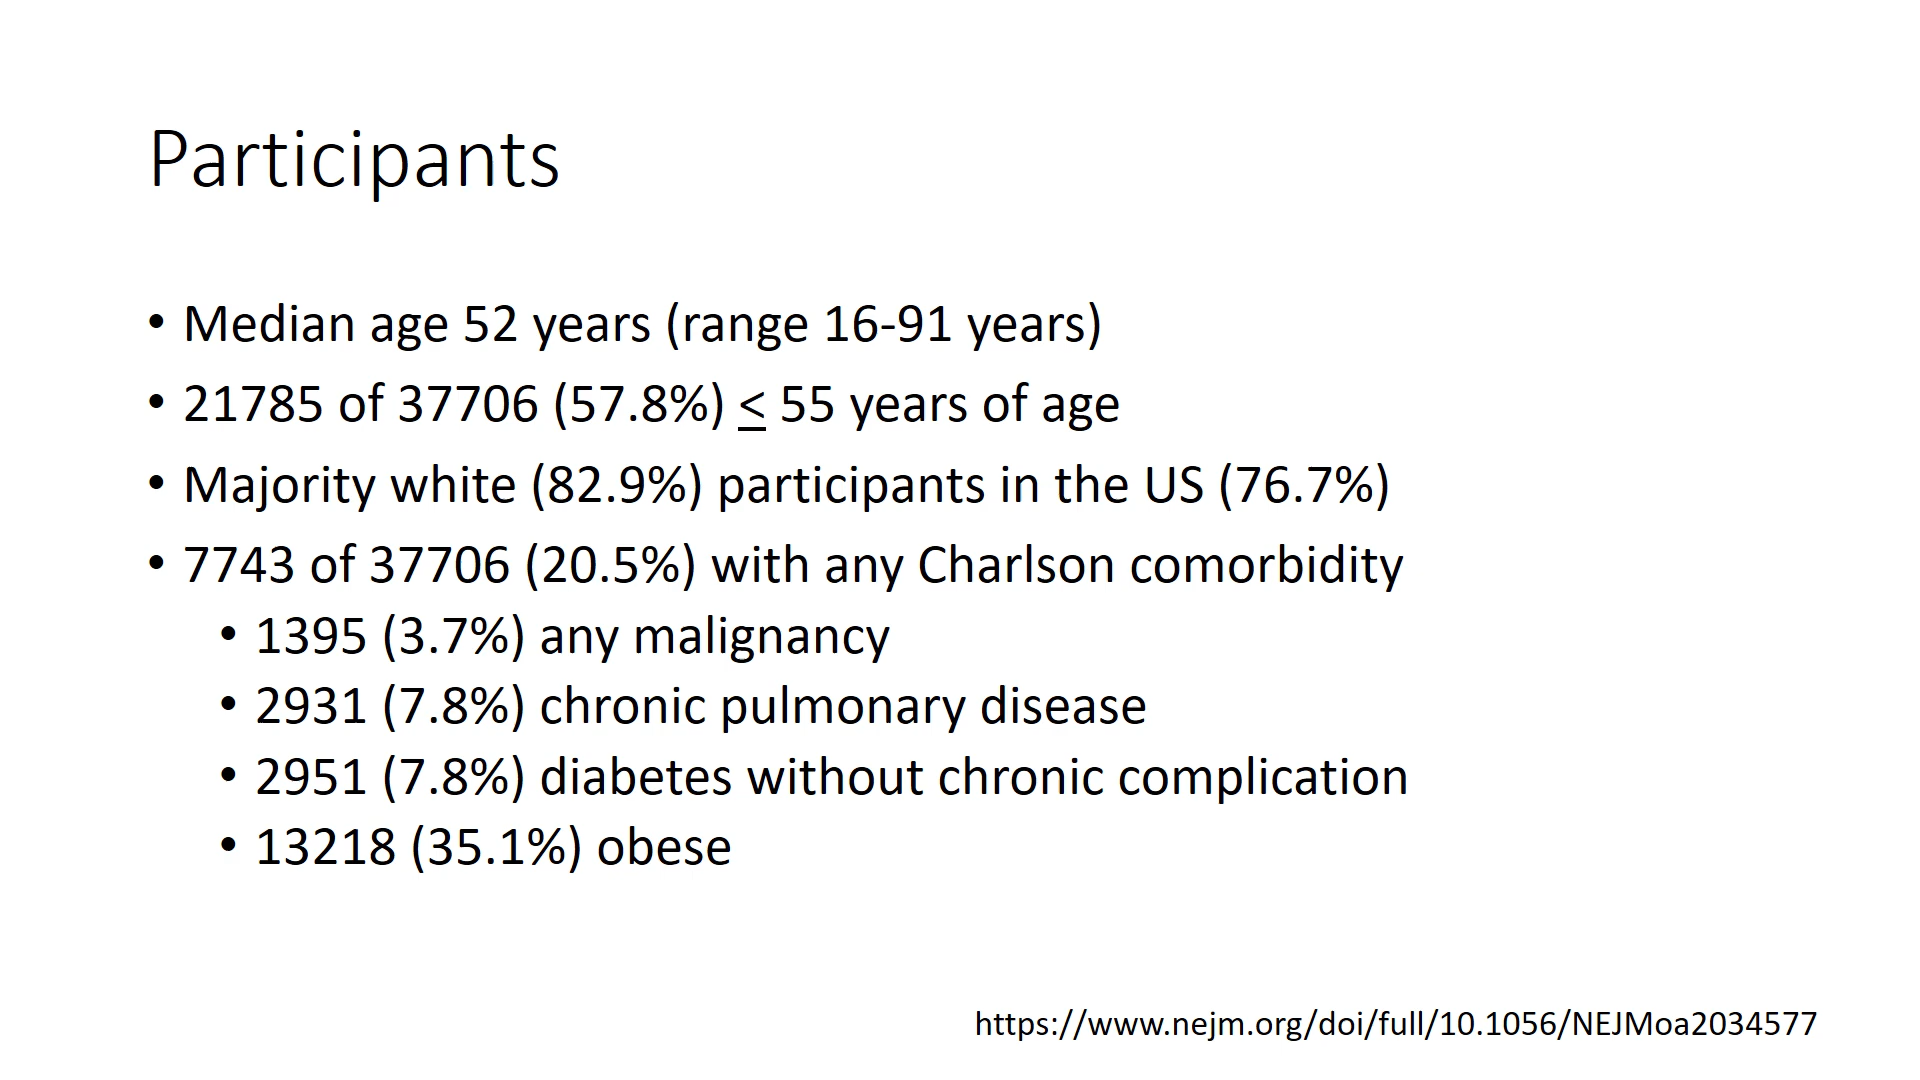 Participants
• Median age 52 years (range 16-91 years)
• 21785 of 37706 (57.8%) < 55 years of age
• Majority white (82.9%) participants in the US (76.7%)
• 7743 of 37706 (20.5%) with any Charlson comorbidity
• 1395 (3.7%) any malignancy
• 2931 (7.8%) chronic pulmonary disease
• 2951 (7.8%) diabetes without chronic complication
• 13218 (35.1%) obese
https://www.nejm.org/doi/full/10.1056/NEJMoa2034577